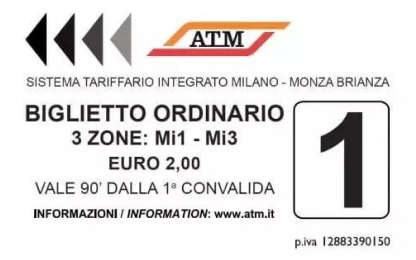 ATM
SISTEMA TARIFFARIO INTEGRATO MILANO - MONZA BRIANZA
BIGLIETTO ORDINARIO
3 ZONE: Mi1 - Mi3
EURO 2,00
VALE 90' DALLA 1ª CONVALIDA
INFORMAZIONI / INFORMATION: www.atm.it
1
p.iva 12883390150